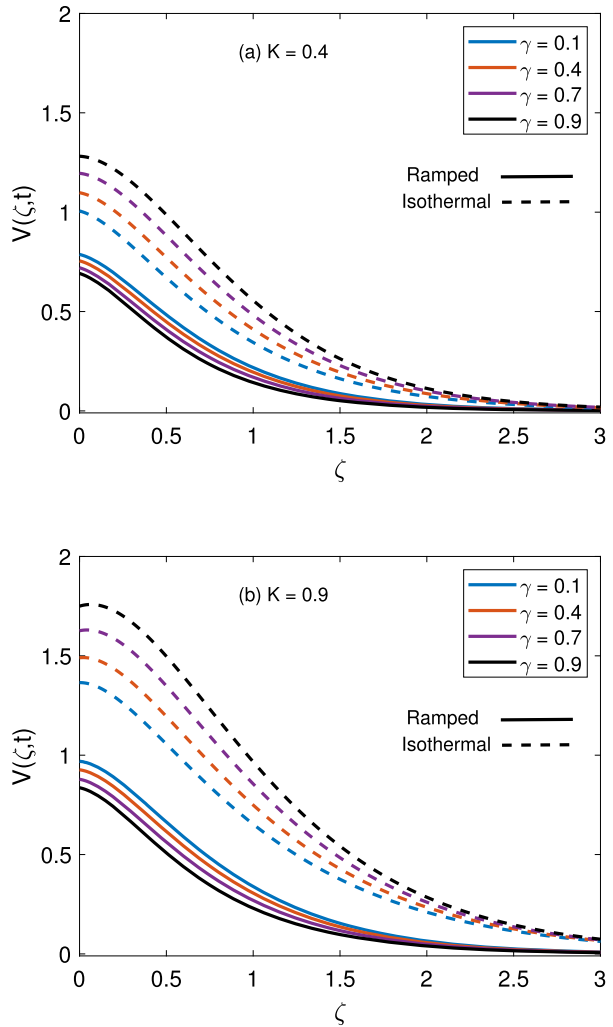 2
(a) K = 0.4
γ = 0.1
γ = 0.4
γ = 0.7
γ = 0.9
1.5
Ramped
Isothermal
V(ζ,t)
1
0.5
0
0 0.5 1 1.5 2 2.5 3
ζ
2
(b) K = 0.9
γ = 0.1
γ = 0.4
γ = 0.7
γ = 0.9
1.5
Ramped
Isothermal
V(ζ,t)
1
0.5
0
0 0.5 1 1.5 2 2.5 3
ζ